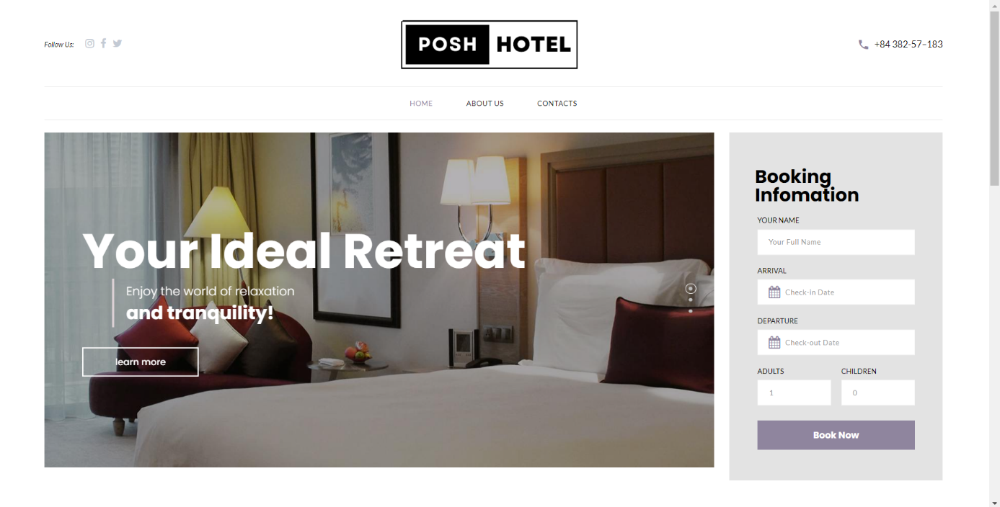 Follow Us:
POSH HOTEL
+84 382-57-183
HOME ABOUT US CONTACTS
Your Ideal Retreat
Enjoy the world of relaxation
and tranquility!
learn more
Booking
Infomation
YOUR NAME
Your Full Name
ARRIVAL
Check-In Date
DEPARTURE
Check-out Date
ADULTS CHILDREN
1 0
Book Now